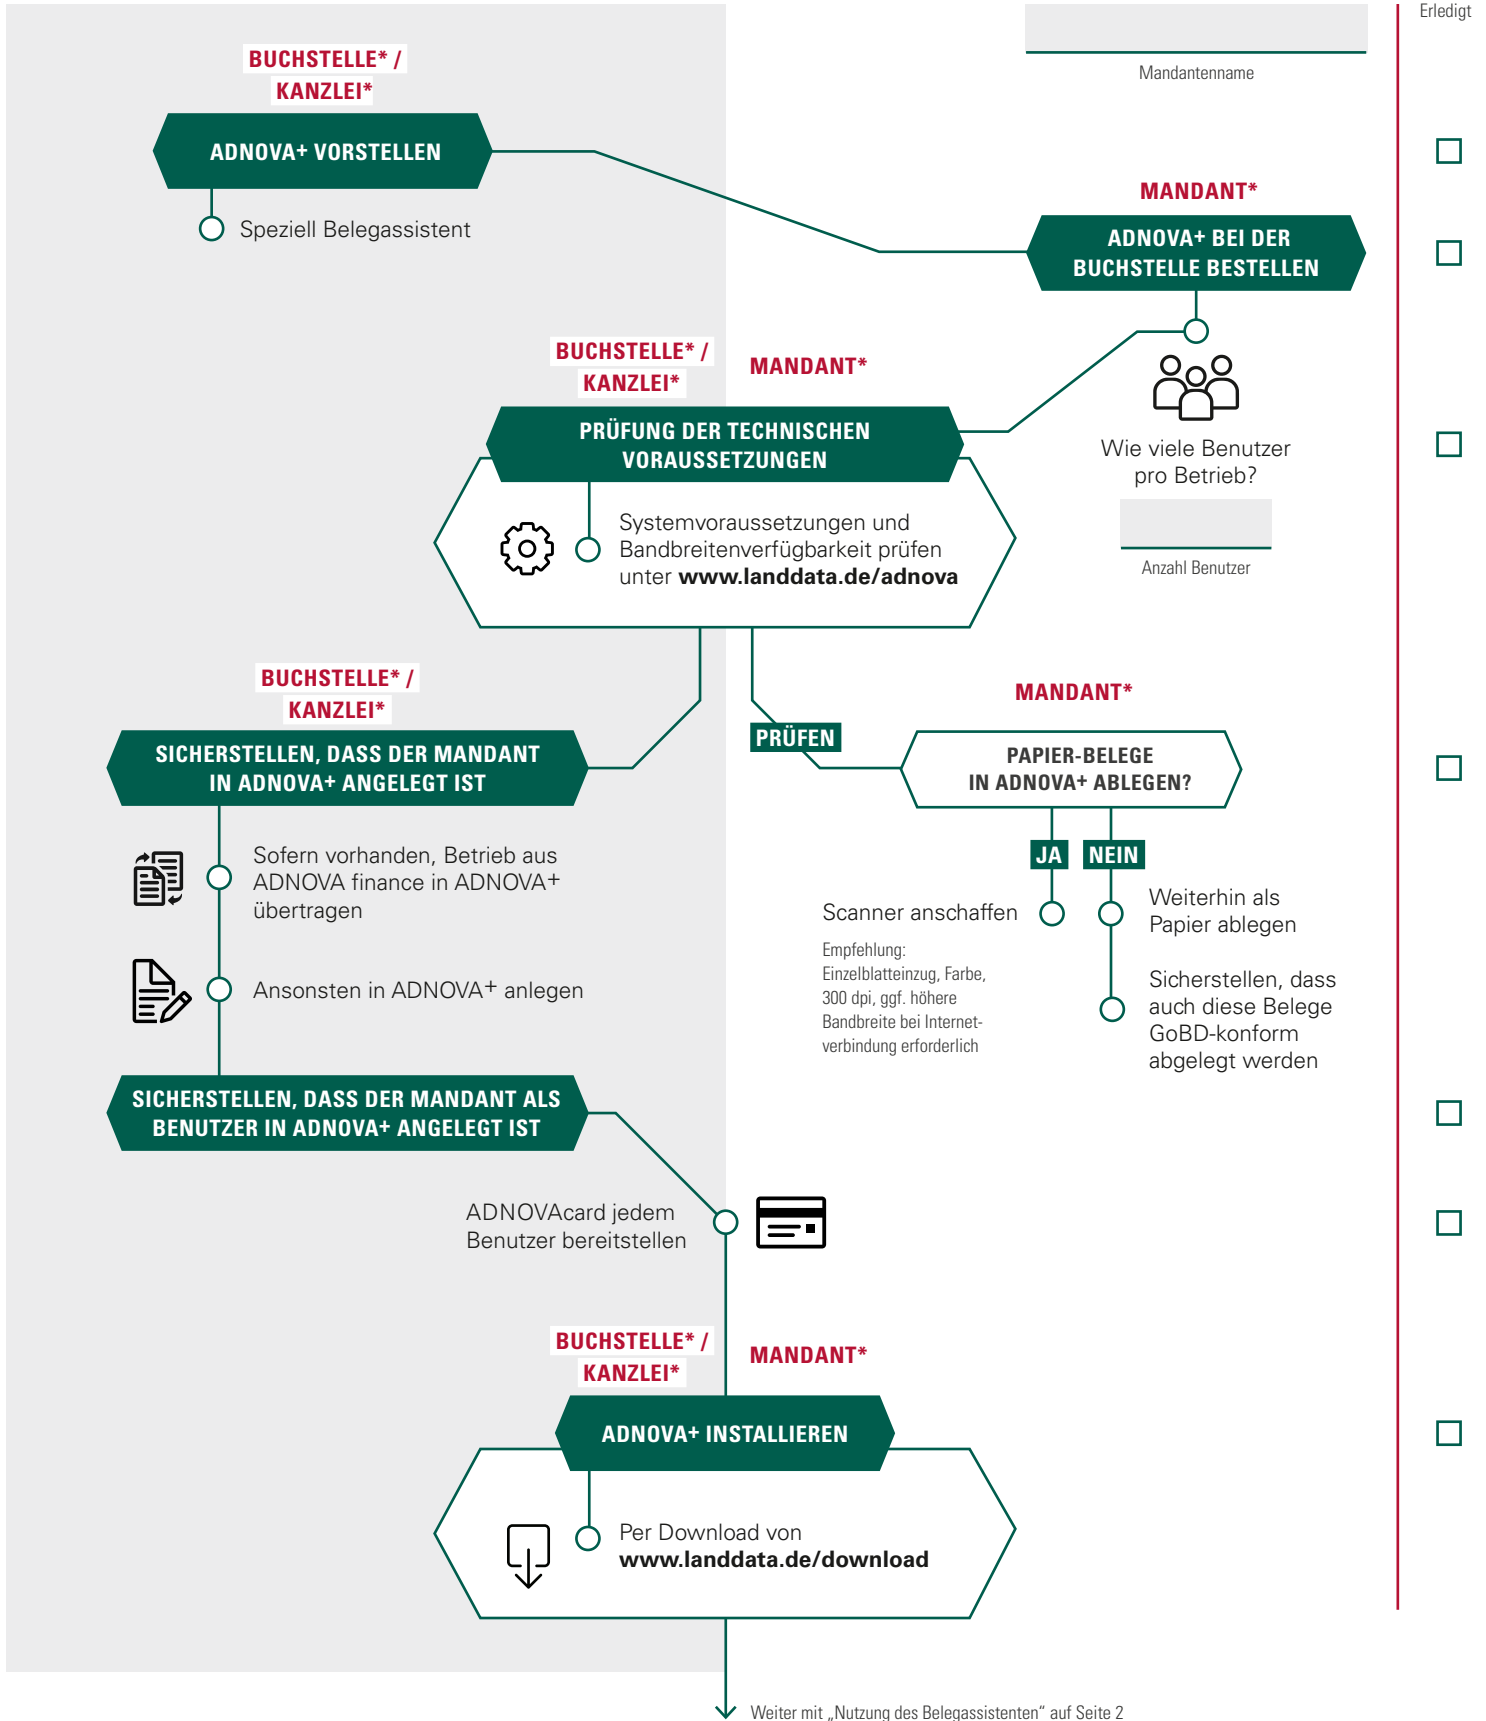 Erledigt
Mandantenname
BUCHSTELLE* /
KANZLEI*
ADNOVA+ VORSTELLEN
Speziell Belegassistent
MANDANT*
ADNOVA+ BEI DER
BUCHSTELLE BESTELLEN
Wie viele Benutzer
pro Betrieb?
Anzahl Benutzer
BUCHSTELLE* /
KANZLEI*
MANDANT*
PRÜFUNG DER TECHNISCHEN
VORAUSSETZUNGEN
Systemvoraussetzungen und
Bandbreitenverfügbarkeit prüfen
unter www.landdata.de/adnova
BUCHSTELLE* /
KANZLEI*
SICHERSTELLEN, DASS DER MANDANT
IN ADNOVA+ ANGELEGT IST
Sofern vorhanden, Betrieb aus
ADNOVA finance in ADNOVA+
übertragen
Ansonsten in ADNOVA+ anlegen
PRÜFEN
MANDANT*
PAPIER-BELEGE
IN ADNOVA+ ABLEGEN?
JA
NEIN
Scanner anschaffen
Empfehlung:
Einzelblatteinzug, Farbe,
300 dpi, ggf. höhere
Bandbreite bei Internet-
verbindung erforderlich
Weiterhin als
Papier ablegen
Sicherstellen, dass
auch diese Belege
GoBD-konform
abgelegt werden
SICHERSTELLEN, DASS DER MANDANT ALS
BENUTZER IN ADNOVA+ ANGELEGT IST
ADNOVAcard jedem
Benutzer bereitstellen
BUCHSTELLE* /
KANZLEI*
MANDANT*
ADNOVA+ INSTALLIEREN
Per Download von
www.landdata.de/download
Weiter mit „Nutzung des Belegassistenten“ auf Seite 2